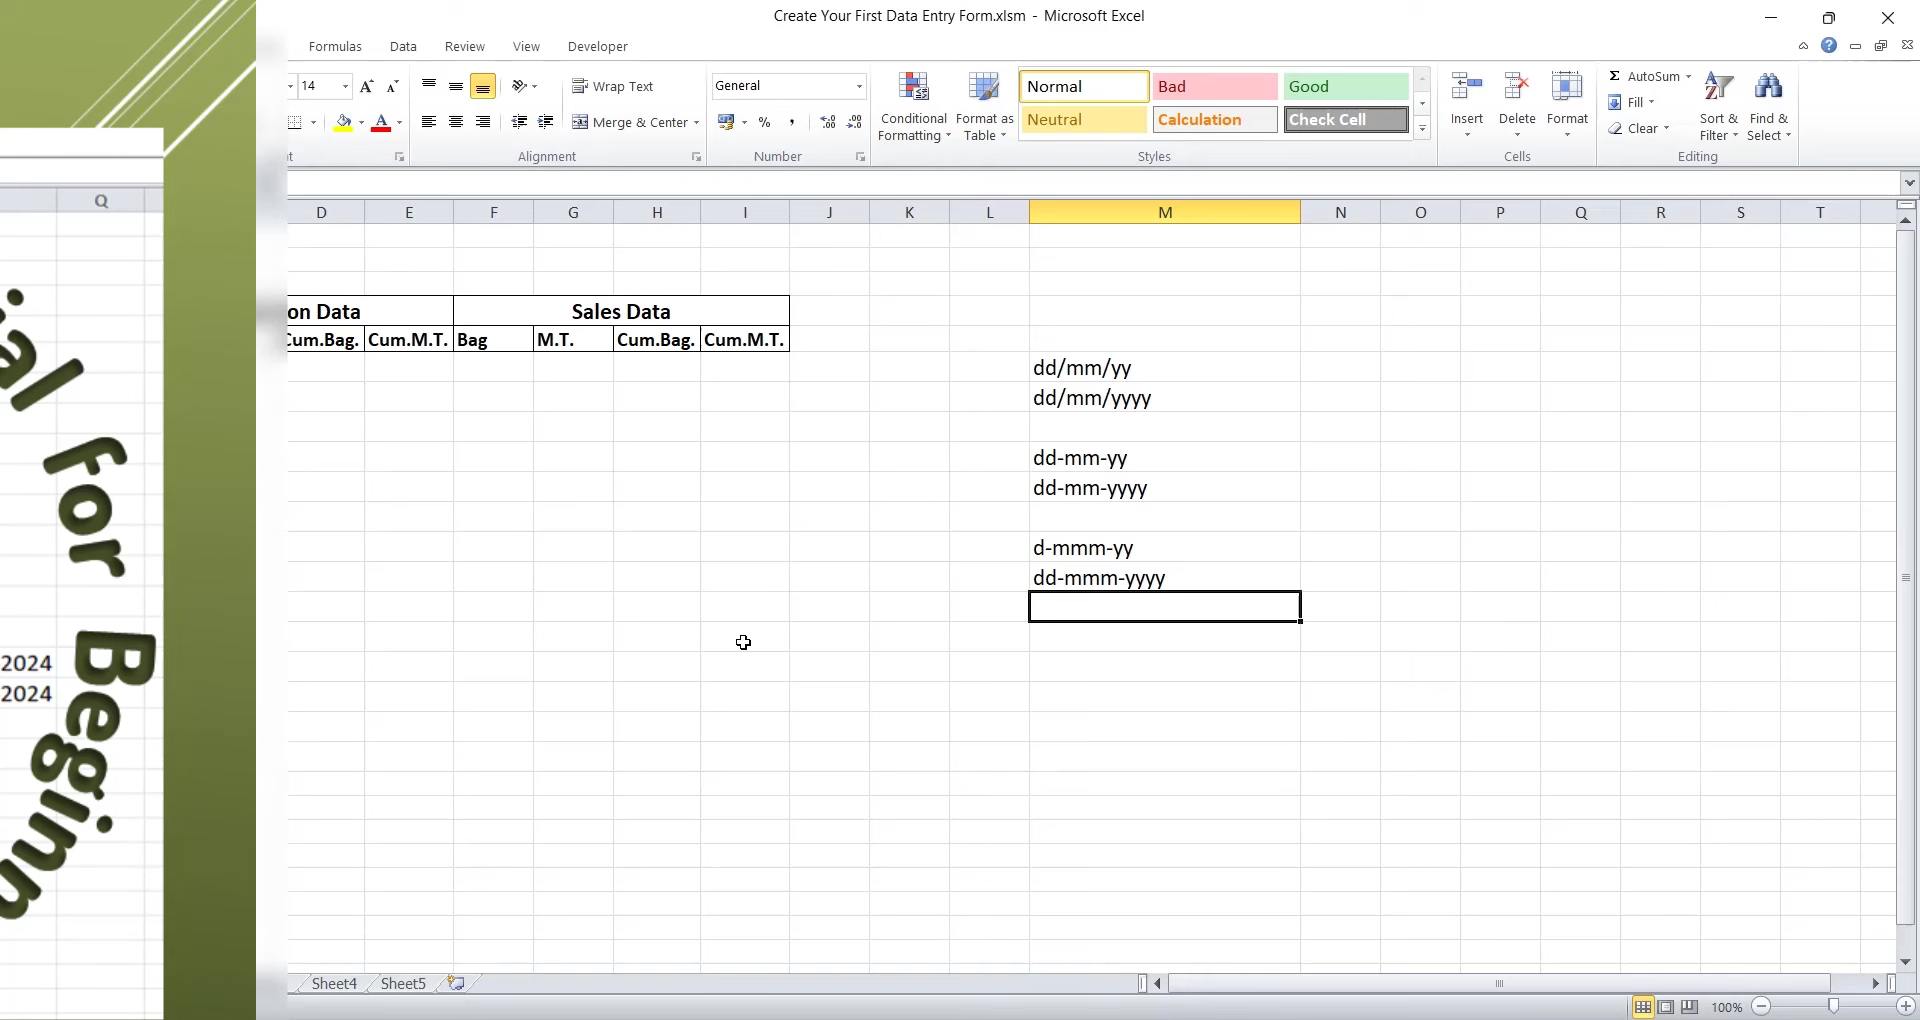 Create Your First Data Entry Form.xlsm - Microsoft Excel
Formulas Data Review View Developer
14 Wrap Text General Normal Bad Good AutoSum
Conditional Formatting Format as Table Insert Delete Format Fill Sort & Filter Find & Select
Merge & Center % , Neutral Calculation Check Cell Clear
Alignment Number Styles Cells Editing
Q
D E F G H I J K L M N O P Q R S T
on Data Sales Data
Cum.Bag. Cum.M.T. Bag M.T. Cum.Bag. Cum.M.T.
dd/mm/yy
dd/mm/yyyy
dd-mm-yy
dd-mm-yyyy
d-mmm-yy
dd-mmm-yyyy
al For Beginn
2024
2024
Sheet4 Sheet5
100%